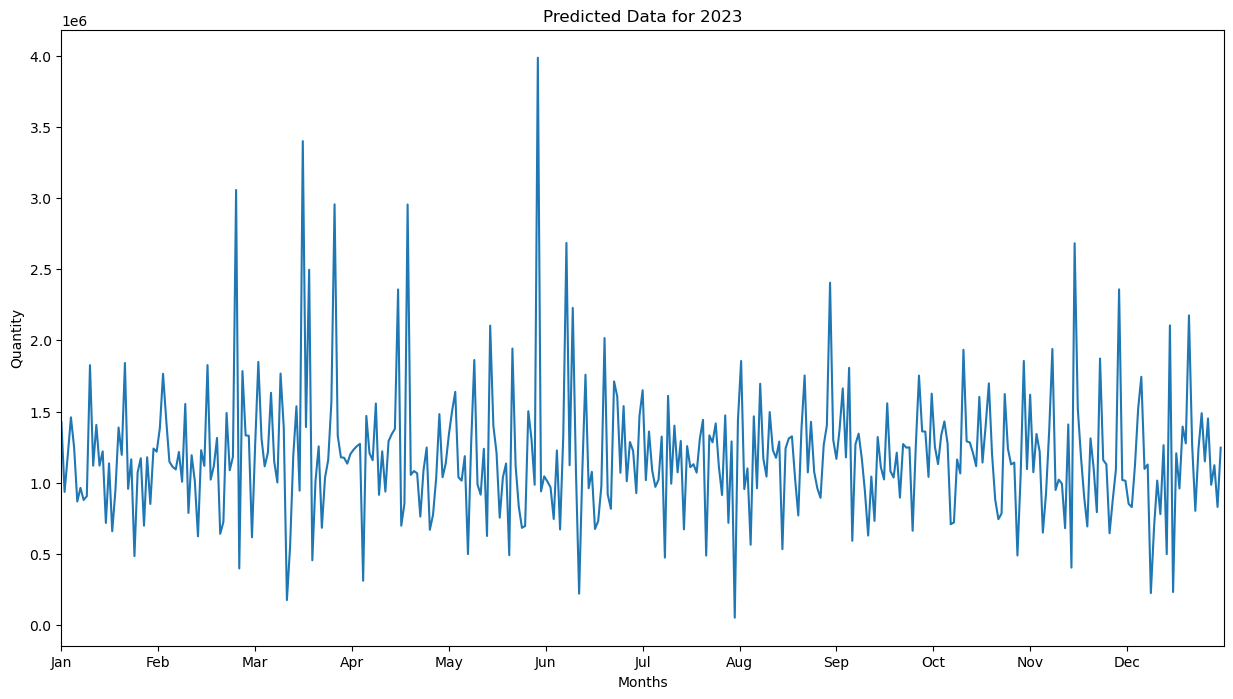 Predicted Data for 2023
1e6
4.0
3.5
3.0
2.5
2.0
1.5
1.0
0.5
0.0
Quantity
Jan Feb Mar Apr May Jun Jul Aug Sep Oct Nov Dec
Months